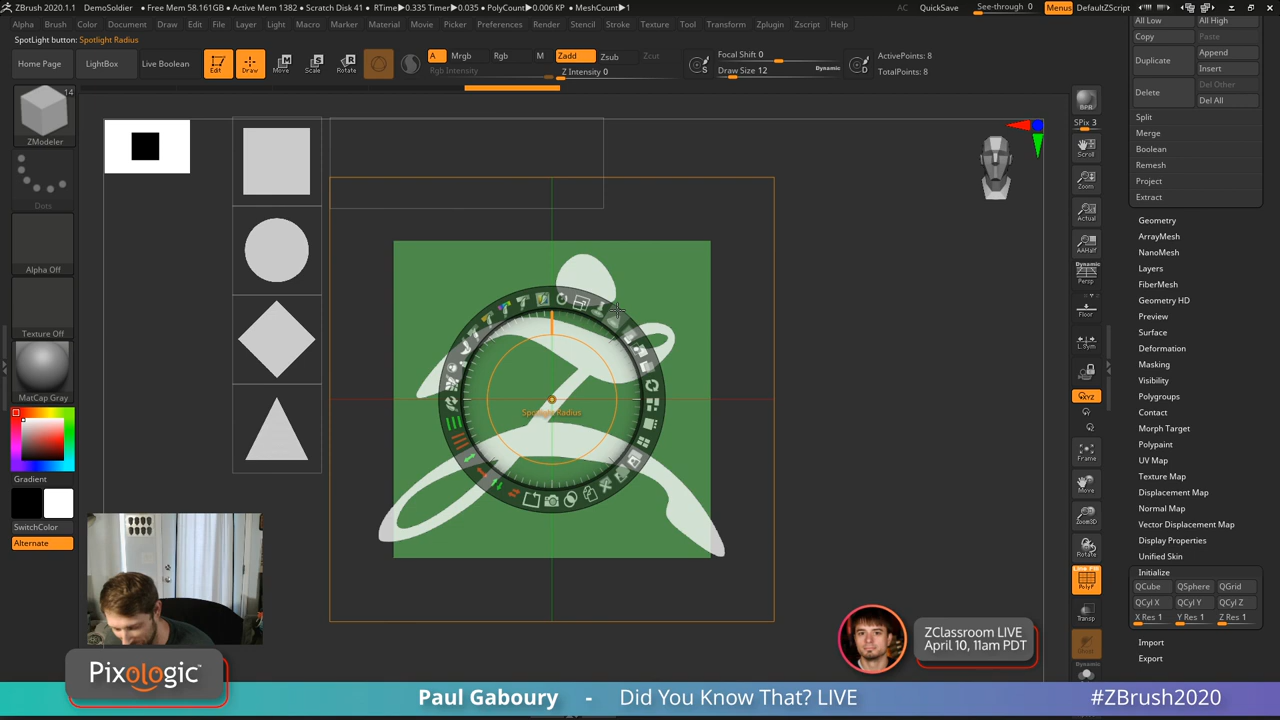 ZBrush 2020.1.1 DemoSoldier • Free Mem 58.161GB • Active Mem 1382 • Scratch Disk 41 • RTime▶0.335 Timer▶0.035 • PolyCount▶0.006 KP • MeshCount▶1
AC QuickSave See-through 0 Menus DefaultZScript
Alpha Brush Color Document Draw Edit File Layer Light Macro Marker Material Movie Picker Preferences Render Stencil Stroke Texture Tool Transform Zplugin Zscript Help
SpotLight button: Spotlight Radius
Home Page LightBox Live Boolean Edit Draw Move Scale Rotate
A Mrgb Rgb M Zadd Zsub Zcut
Rgb Intensity Z Intensity 0
Focal Shift 0
Draw Size 12 Dynamic
S D
ActivePoints: 8
TotalPoints: 8
14
ZModeler
Dots
Alpha Off
Texture Off
MatCap Gray
Gradient
SwitchColor
Alternate
Spotlight Radius
BPR
SPix 3
Scroll
Zoom
Actual
AAHalf
Dynamic
Persp
Floor
L.Sym
XYZ
Frame
Move
Zoom3D
Rotate
Line Fill
PolyF
Transp
Dynamic
All Low All High
Copy Paste
Duplicate Append
Insert
Delete Del Other
Del All
Split
Merge
Boolean
Remesh
Project
Extract
Geometry
ArrayMesh
NanoMesh
Layers
FiberMesh
Geometry HD
Preview
Surface
Deformation
Masking
Visibility
Polygroups
Contact
Morph Target
Polypaint
UV Map
Texture Map
Displacement Map
Normal Map
Vector Displacement Map
Display Properties
Unified Skin
Initialize
QCube QSphere QGrid
QCyl X QCyl Y QCyl Z
X Res 1 Y Res 1 Z Res 1
Import
Export
ZClassroom LIVE
April 10, 11am PDT
Pixologic™
Paul Gaboury - Did You Know That? LIVE #ZBrush2020